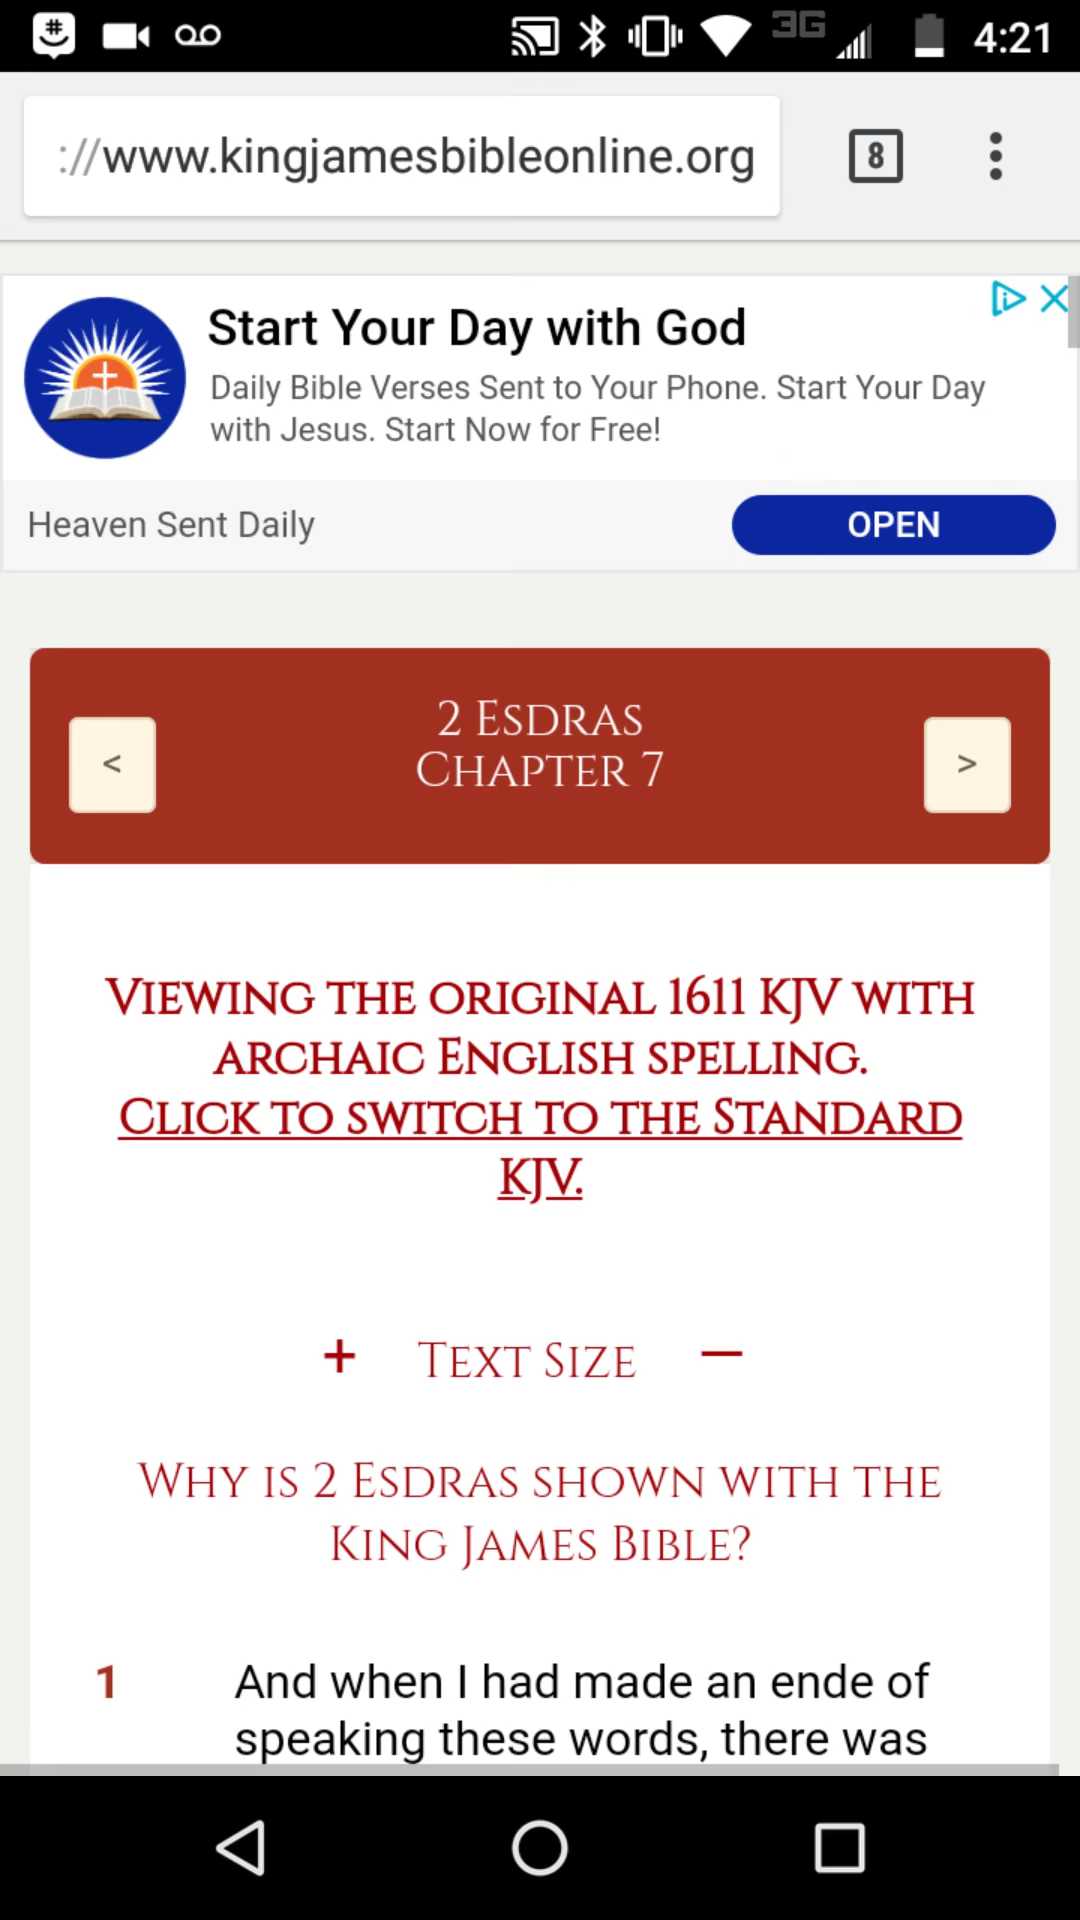 3G 4:21
://www.kingjamesbibleonline.org 8
Start Your Day with God
Daily Bible Verses Sent to Your Phone. Start Your Day
with Jesus. Start Now for Free!
Heaven Sent Daily OPEN
2 Esdras
< Chapter 7 >
Viewing the original 1611 KJV with
archaic English spelling.
Click to switch to the Standard
KJV.
+ Text Size −
Why is 2 Esdras shown with the
King James Bible?
1 And when I had made an ende of
speaking these words, there was